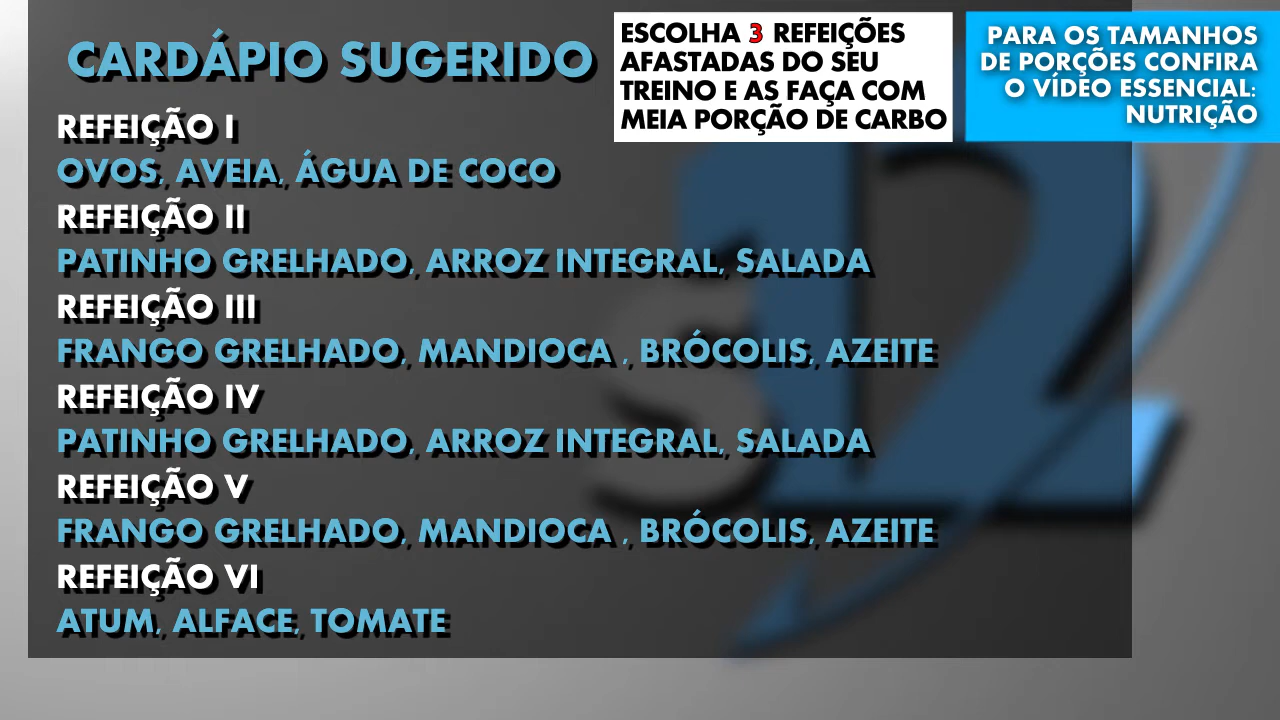 CARDÁPIO SUGERIDO
ESCOLHA 3 REFEIÇÕES
AFASTADAS DO SEU
TREINO E AS FAÇA COM
MEIA PORÇÃO DE CARBO
PARA OS TAMANHOS
DE PORÇÕES CONFIRA
O VÍDEO ESSENCIAL:
NUTRIÇÃO
REFEIÇÃO I
OVOS, AVEIA, ÁGUA DE COCO
REFEIÇÃO II
PATINHO GRELHADO, ARROZ INTEGRAL, SALADA
REFEIÇÃO III
FRANGO GRELHADO, MANDIOCA , BRÓCOLIS, AZEITE
REFEIÇÃO IV
PATINHO GRELHADO, ARROZ INTEGRAL, SALADA
REFEIÇÃO V
FRANGO GRELHADO, MANDIOCA , BRÓCOLIS, AZEITE
REFEIÇÃO VI
ATUM, ALFACE, TOMATE
S12